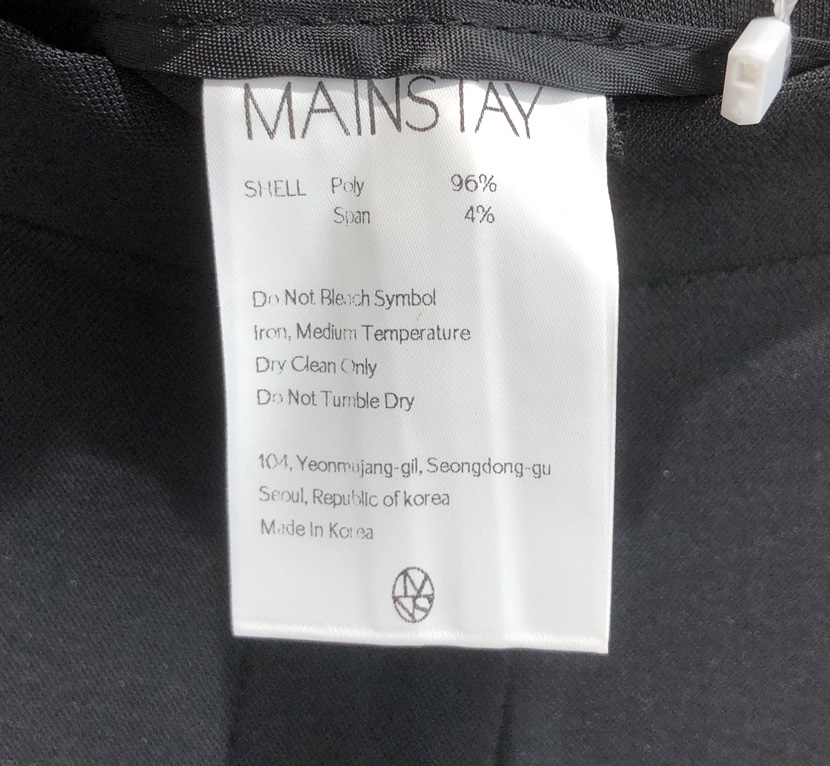 MAINSTAY
SHELL Poly 96%
Span 4%
Do Not Bleach Symbol
Iron, Medium Temperature
Dry Clean Only
Do Not Tumble Dry
104, Yeonmujang-gil, Seongdong-gu
Seoul, Republic of korea
Made In Korea
MNS